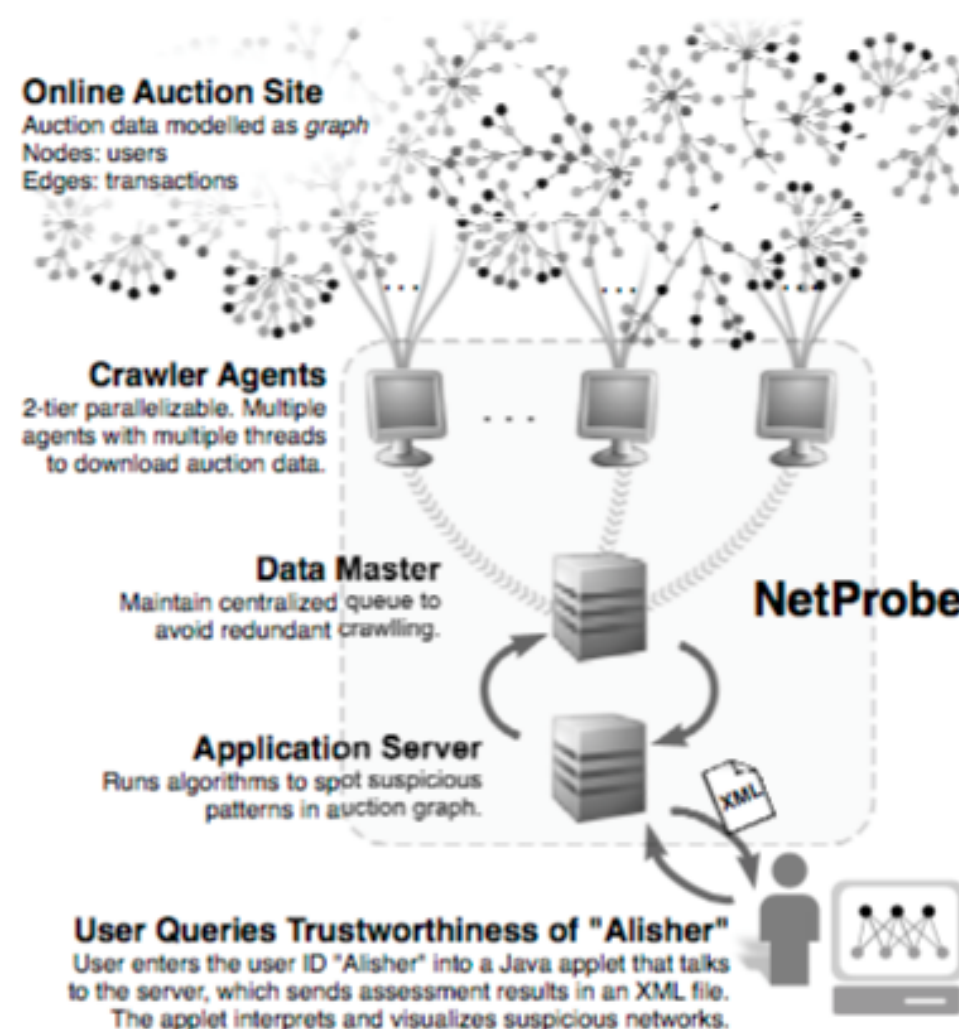 Online Auction Site
Auction data modelled as graph
Nodes: users
Edges: transactions
...
...
...
Crawler Agents
2-tier parallelizable. Multiple
agents with multiple threads
to download auction data.
...
Data Master
Maintain centralized queue to
avoid redundant crawlling.
NetProbe
Application Server
Runs algorithms to spot suspicious
patterns in auction graph.
XML
User Queries Trustworthiness of "Alisher"
User enters the user ID "Alisher" into a Java applet that talks
to the server, which sends assessment results in an XML file.
The applet interprets and visualizes suspicious networks.